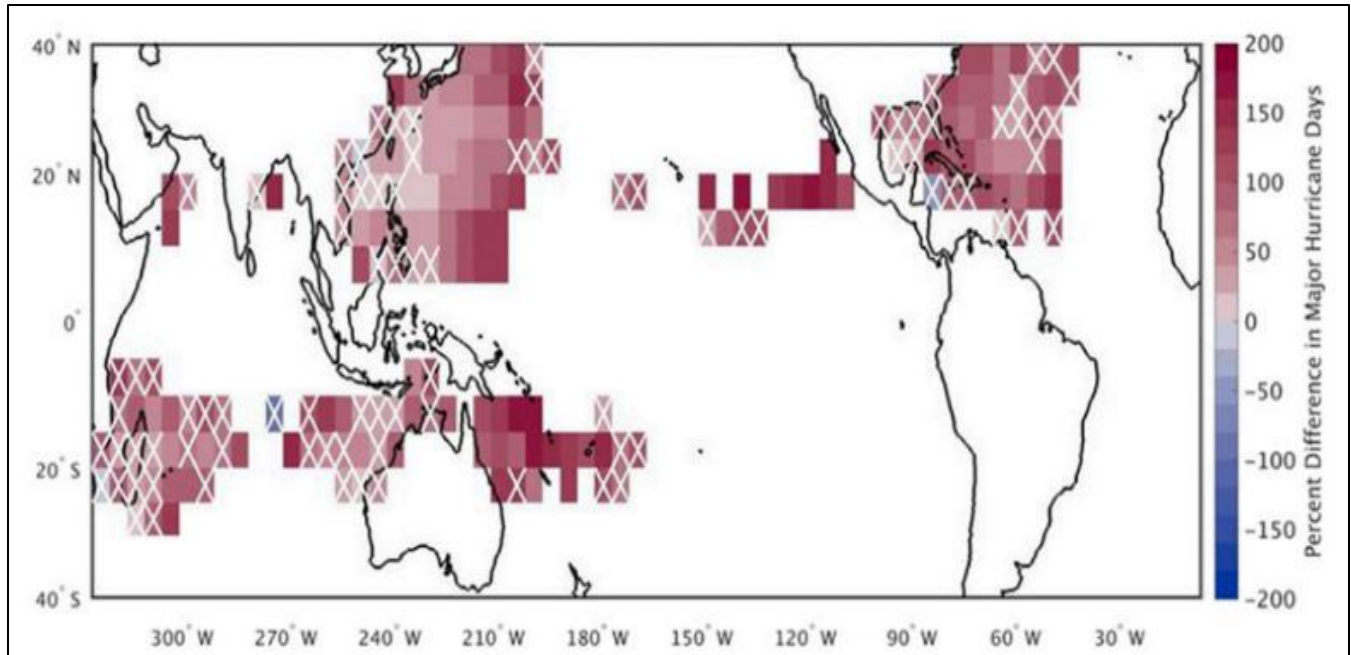 40° N
20° N
0°
20° S
40° S
300° W
270° W
240° W
210° W
180° W
150° W
120° W
90° W
60° W
30° W
200
150
100
50
0
−50
−100
−150
−200
Percent Difference in Major Hurricane Days